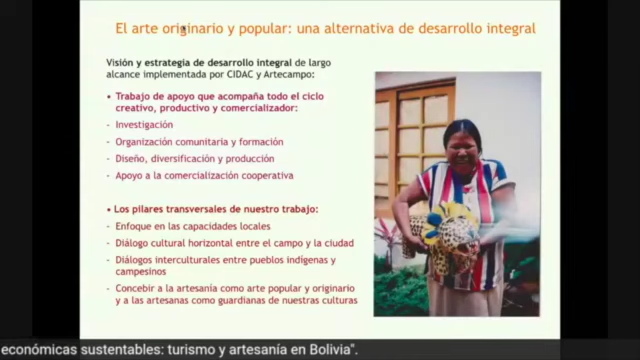 El arte originario y popular: una alternativa de desarrollo integral
Visión y estrategia de desarrollo integral de largo
alcance implementada por CIDAC y Artecampo:
• Trabajo de apoyo que acompaña todo el ciclo
creativo, productivo y comercializador:
- Investigación
- Organización comunitaria y formación
- Diseño, diversificación y producción
- Apoyo a la comercialización cooperativa
• Los pilares transversales de nuestro trabajo:
- Enfoque en las capacidades locales
- Diálogo cultural horizontal entre el campo y la ciudad
- Diálogos interculturales entre pueblos indígenas y
campesinos
- Concebir a la artesanía como arte popular y originario
y a las artesanas como guardianas de nuestras culturas
económicas sustentables: turismo y artesanía en Bolivia".